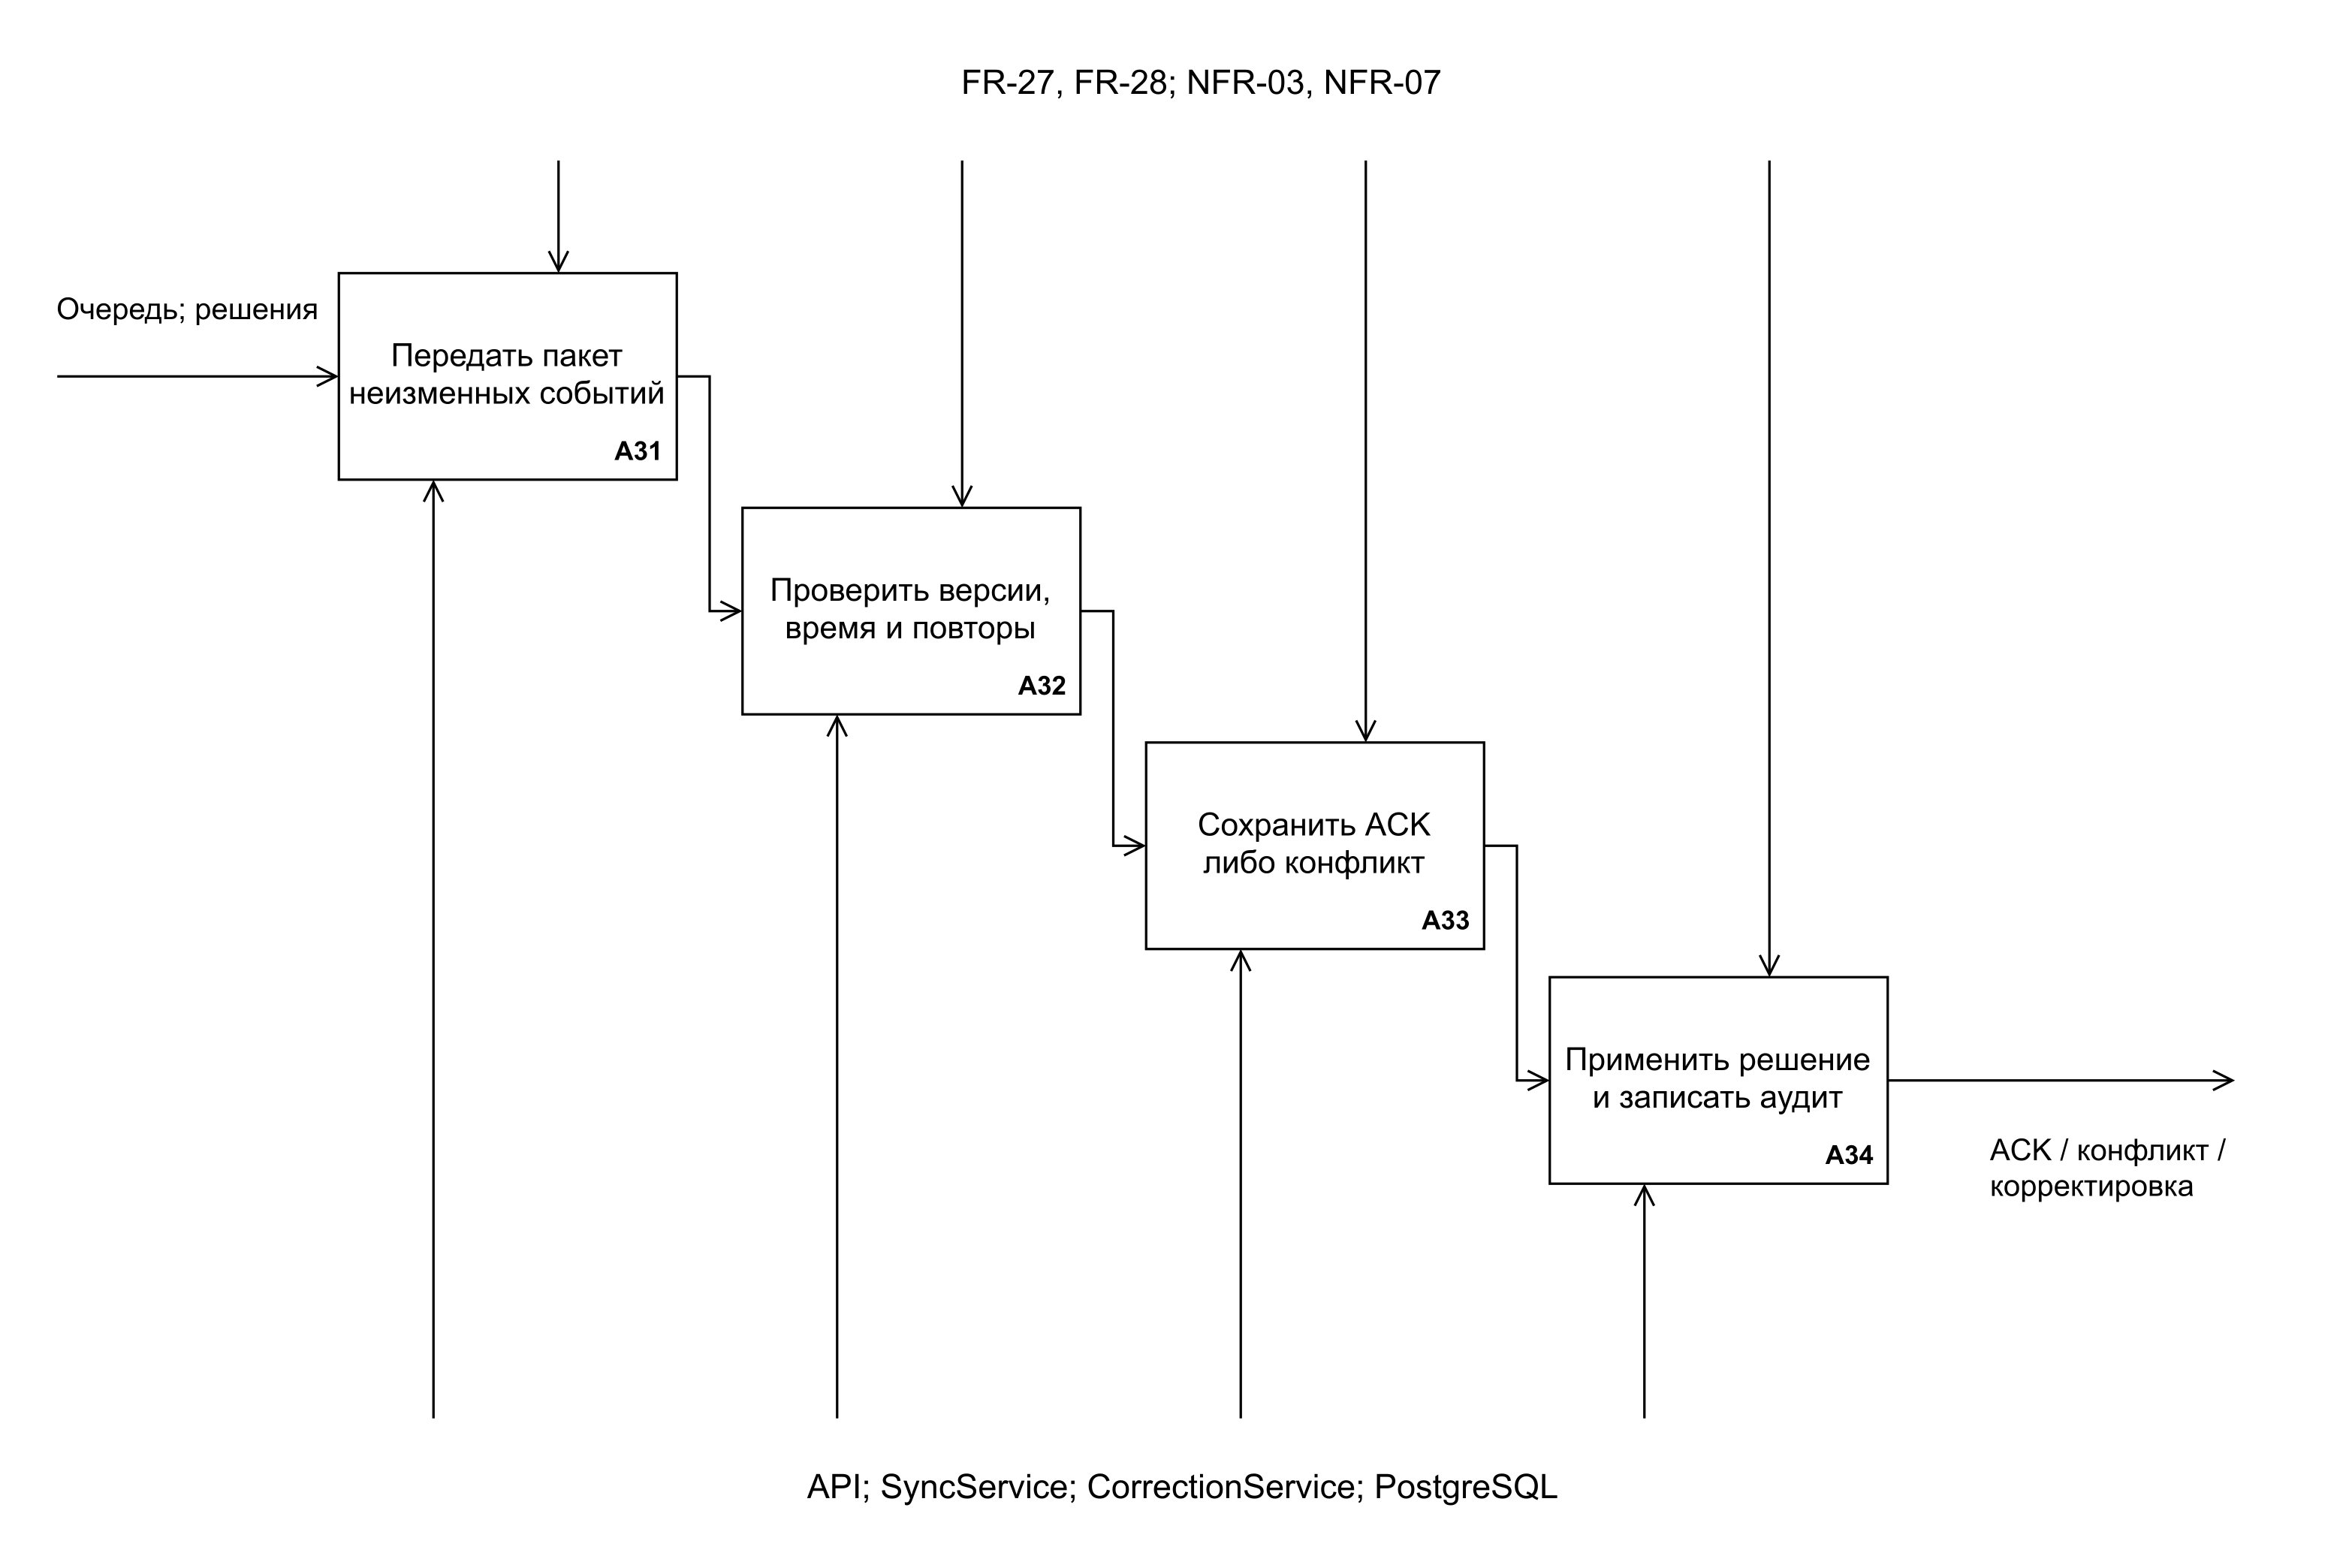 FR-27, FR-28; NFR-03, NFR-07
Очередь; решения
Передать пакет
неизменных событий
A31
Проверить версии,
время и повторы
A32
Сохранить ACK
либо конфликт
A33
Применить решение
и записать аудит
A34
ACK / конфликт /
корректировка
API; SyncService; CorrectionService; PostgreSQL